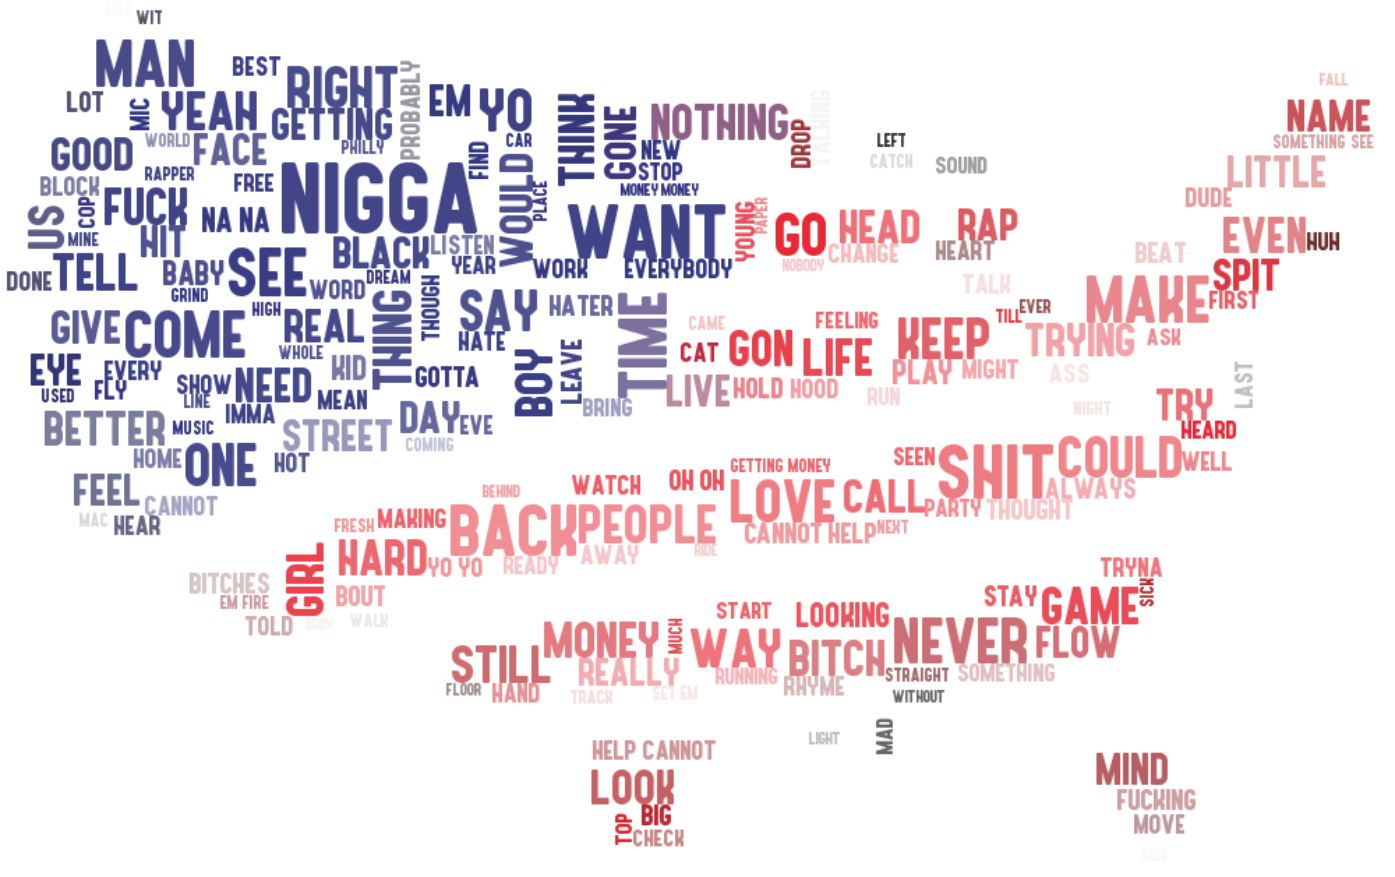 CUZ
WIT
MAN
BEST
RIGHT
PROBABLY
EM
YO
LOT
MIC
YEAH
GETTING
THINK
GONE
NOTHING
DROP
TALKING
FALL
NAME
SOMETHING SEE
WORLD
FACE
PHILLY
CAR
NEW
STOP
LEFT
CATCH
SOUND
GOOD
RAPPER
FREE
NIGGA
FIND
WOULD
PLACE
MONEY MONEY
LITTLE
DUDE
BLOCK
US
COP
FUCK
NA NA
WANT
YOUNG
PAPER
GO
HEAD
RAP
MINE
HIT
BLACK
LISTEN
NOBODY
CHANGE
HEART
EVEN
HUH
BEAT
DONE
TELL
BABY
SEE
DREAM
YEAR
WORK
EVERYBODY
SPIT
GRIND
WORD
THING
THOUGH
SAY
HATER
TIME
TALK
MAKE
FIRST
GIVE
COME
HIGH
REAL
HATE
CAME
FEELING
KEEP
TILL
EVER
TRYING
ASK
EYE
EVERY
WHOLE
KID
GOTTA
BOY
LEAVE
CAT
GON
LIFE
PLAY
MIGHT
ASS
LAST
USED
FLY
SHOW
LINE
NEED
MEAN
BRING
LIVE
HOLD
HOOD
RUN
BETTER
MUSIC
IMMA
STREET
DAY
EVE
COMING
NIGHT
TRY
HEARD
HOME
ONE
HOT
SEEN
SHIT
COULD
WELL
FEEL
CANNOT
BEHIND
WATCH
OH OH
GETTING MONEY
LOVE
CALL
PARTY
ALWAYS
THOUGHT
MAC
HEAR
FRESH
MAKING
BACK
PEOPLE
CANNOT HELP
NEXT
GIRL
HARD
YO YO
READY
AWAY
RIDE
TRYNA
BITCHES
EM FIRE
BOUT
START
LOOKING
STAY
GAME
SICK
TOLD
BODY
WALK
MONEY
MUCH
WAY
BITCH
NEVER
FLOW
STILL
REALLY
RUNNING
STRAIGHT
SOMETHING
FLOOR
HAND
TRACK
SET EM
RHYME
WITHOUT
HELP CANNOT
LIGHT
MAD
LOOK
MIND
TOP
BIG
CHECK
FUCKING
MOVE
SIDE